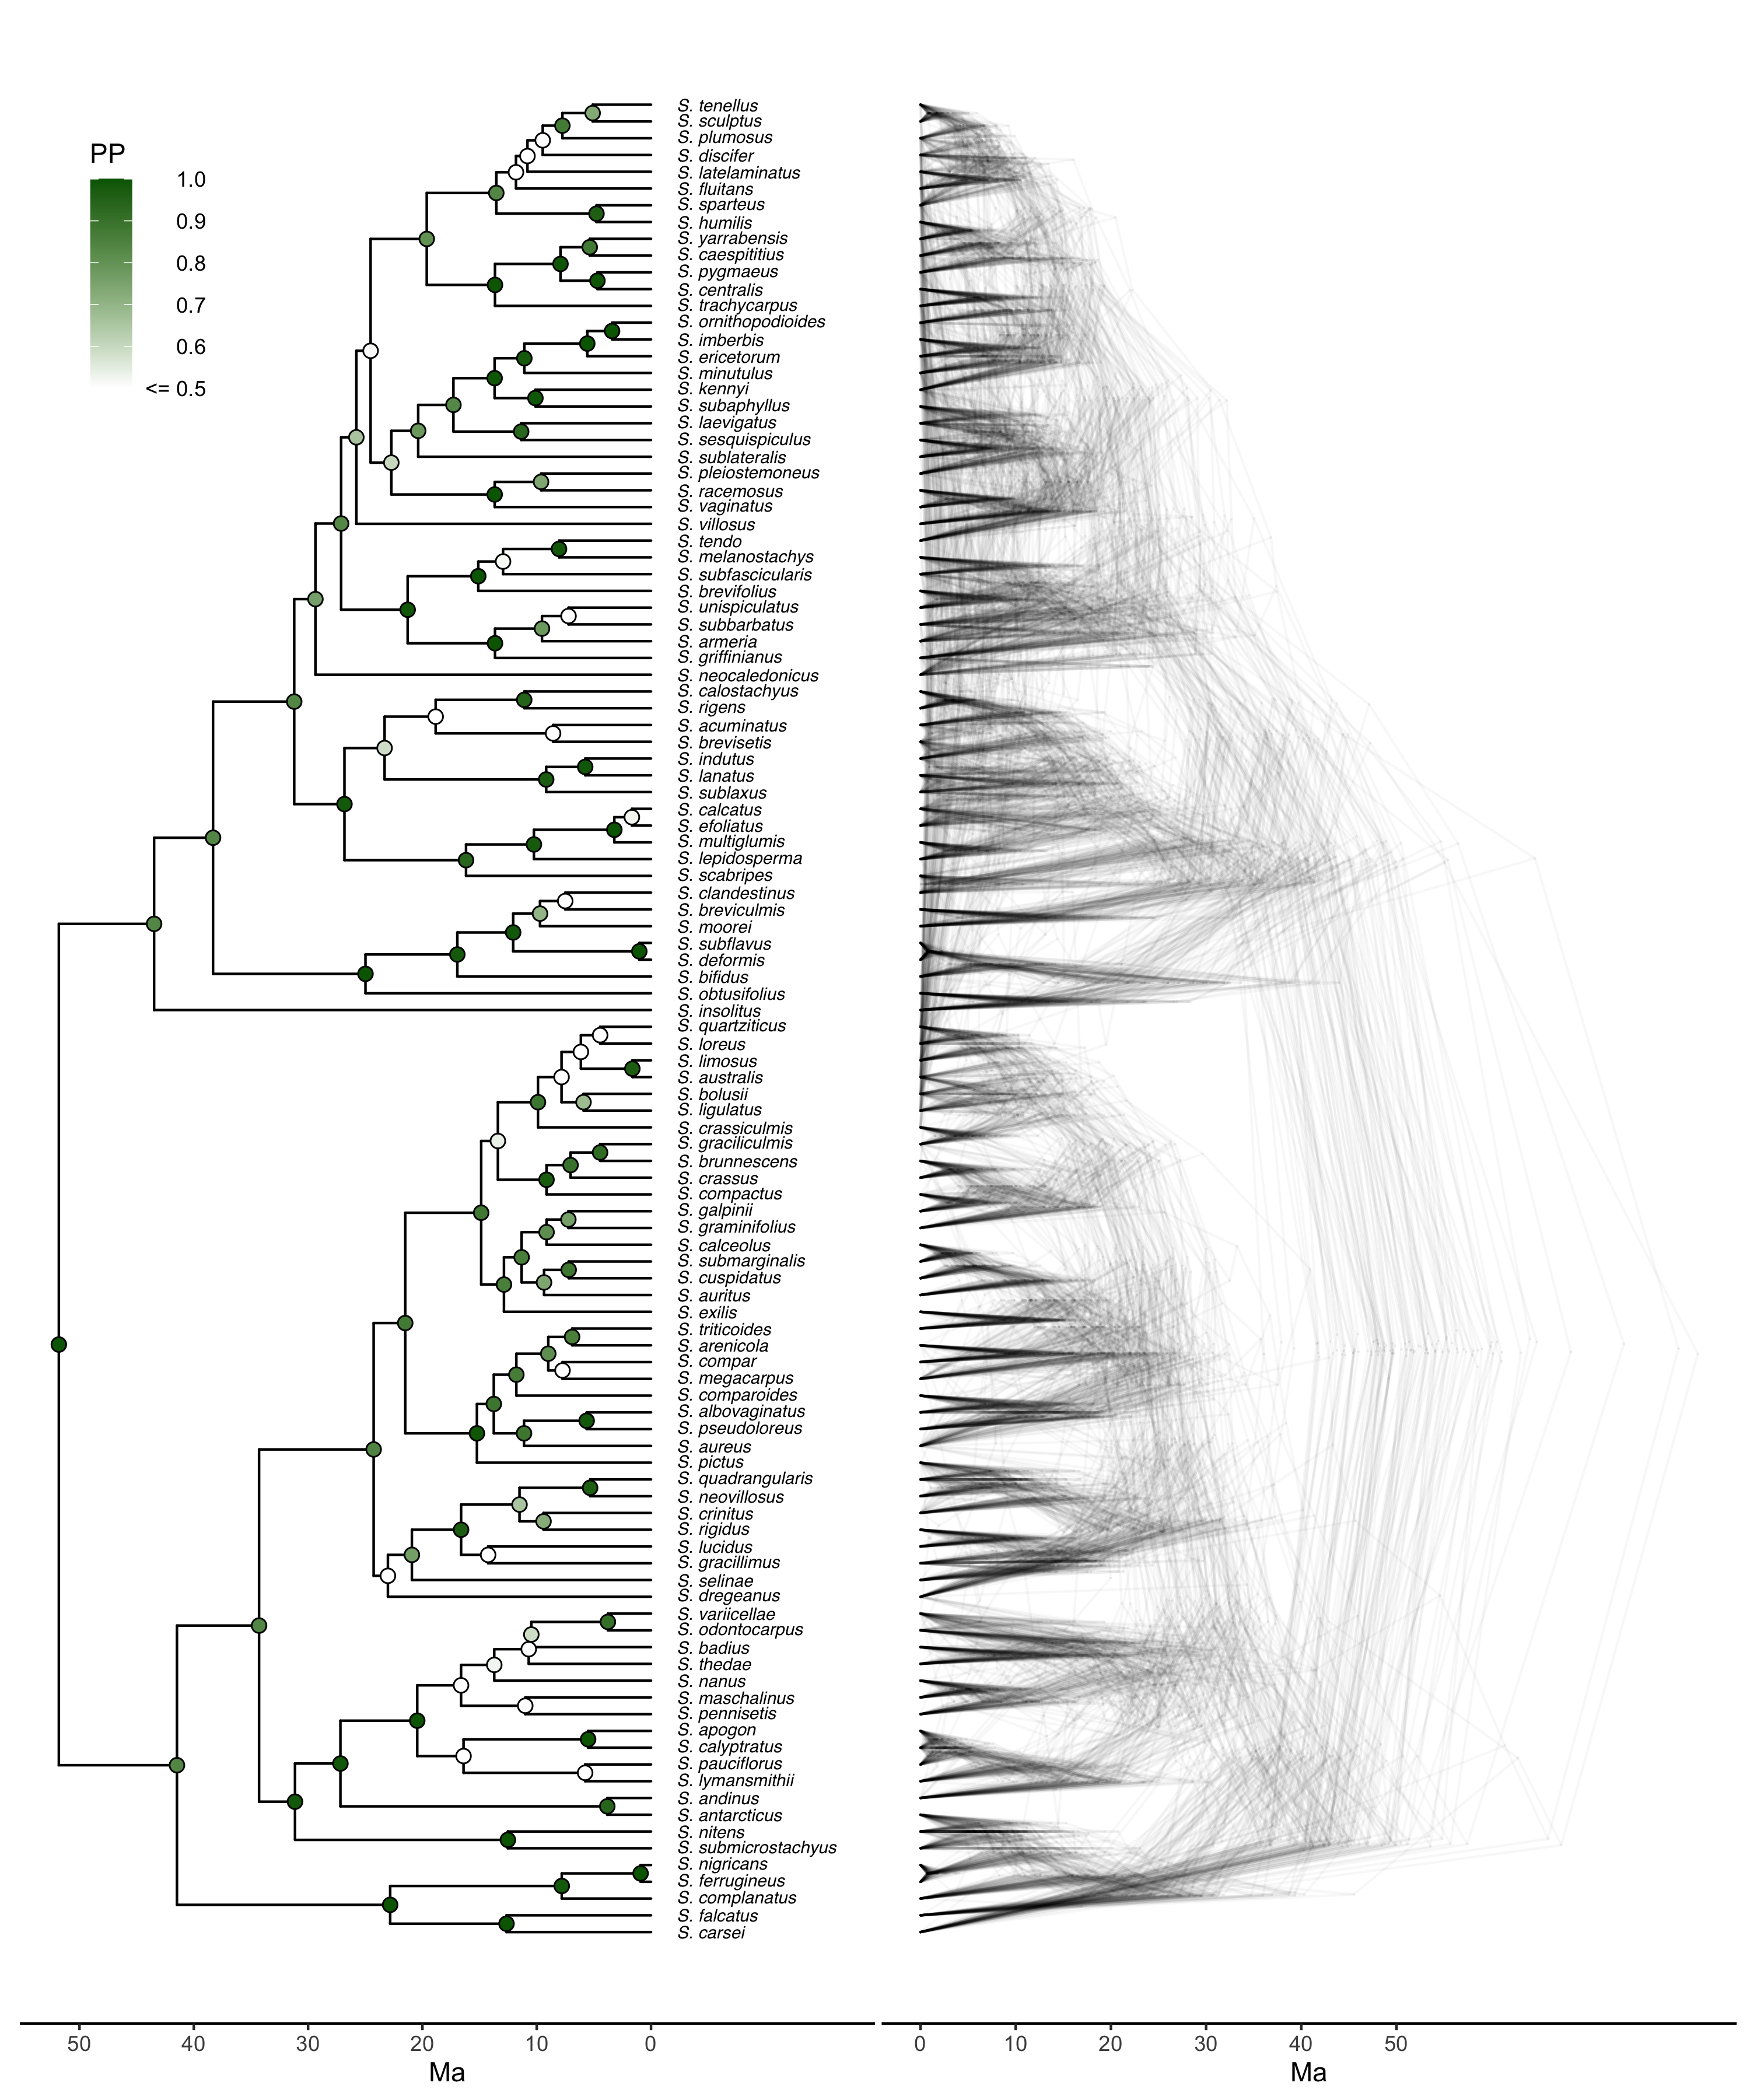 PP
1.0
0.9
0.8
0.7
0.6
<= 0.5
S. tenellus
S. sculptus
S. plumosus
S. discifer
S. latelaminatus
S. fluitans
S. sparteus
S. humilis
S. yarrabensis
S. caespititius
S. pygmaeus
S. centralis
S. trachycarpus
S. ornithopodioides
S. imberbis
S. ericetorum
S. minutulus
S. kennyi
S. subaphyllus
S. laevigatus
S. sesquispiculus
S. sublateralis
S. pleiostemoneus
S. racemosus
S. vaginatus
S. villosus
S. tendo
S. melanostachys
S. subfascicularis
S. brevifolius
S. unispiculatus
S. subbarbatus
S. armeria
S. griffinianus
S. neocaledonicus
S. calostachyus
S. rigens
S. acuminatus
S. brevisetis
S. indutus
S. lanatus
S. sublaxus
S. calcatus
S. efoliatus
S. multiglumis
S. lepidosperma
S. scabripes
S. clandestinus
S. breviculmis
S. moorei
S. subflavus
S. deformis
S. bifidus
S. obtusifolius
S. insolitus
S. quartziticus
S. loreus
S. limosus
S. australis
S. bolusii
S. ligulatus
S. crassiculmis
S. graciliculmis
S. brunnescens
S. crassus
S. compactus
S. galpinii
S. graminifolius
S. calceolus
S. submarginalis
S. cuspidatus
S. auritus
S. exilis
S. triticoides
S. arenicola
S. compar
S. megacarpus
S. comparoides
S. albovaginatus
S. pseudoloreus
S. aureus
S. pictus
S. quadrangularis
S. neovillosus
S. crinitus
S. rigidus
S. lucidus
S. gracillimus
S. selinae
S. dregeanus
S. variicellae
S. odontocarpus
S. badius
S. thedae
S. nanus
S. maschalinus
S. pennisetis
S. apogon
S. calyptratus
S. pauciflorus
S. lymansmithii
S. andinus
S. antarcticus
S. nitens
S. submicrostachyus
S. nigricans
S. ferrugineus
S. complanatus
S. falcatus
S. carsei
50 40 30 20 10 0
Ma
0 10 20 30 40 50
Ma